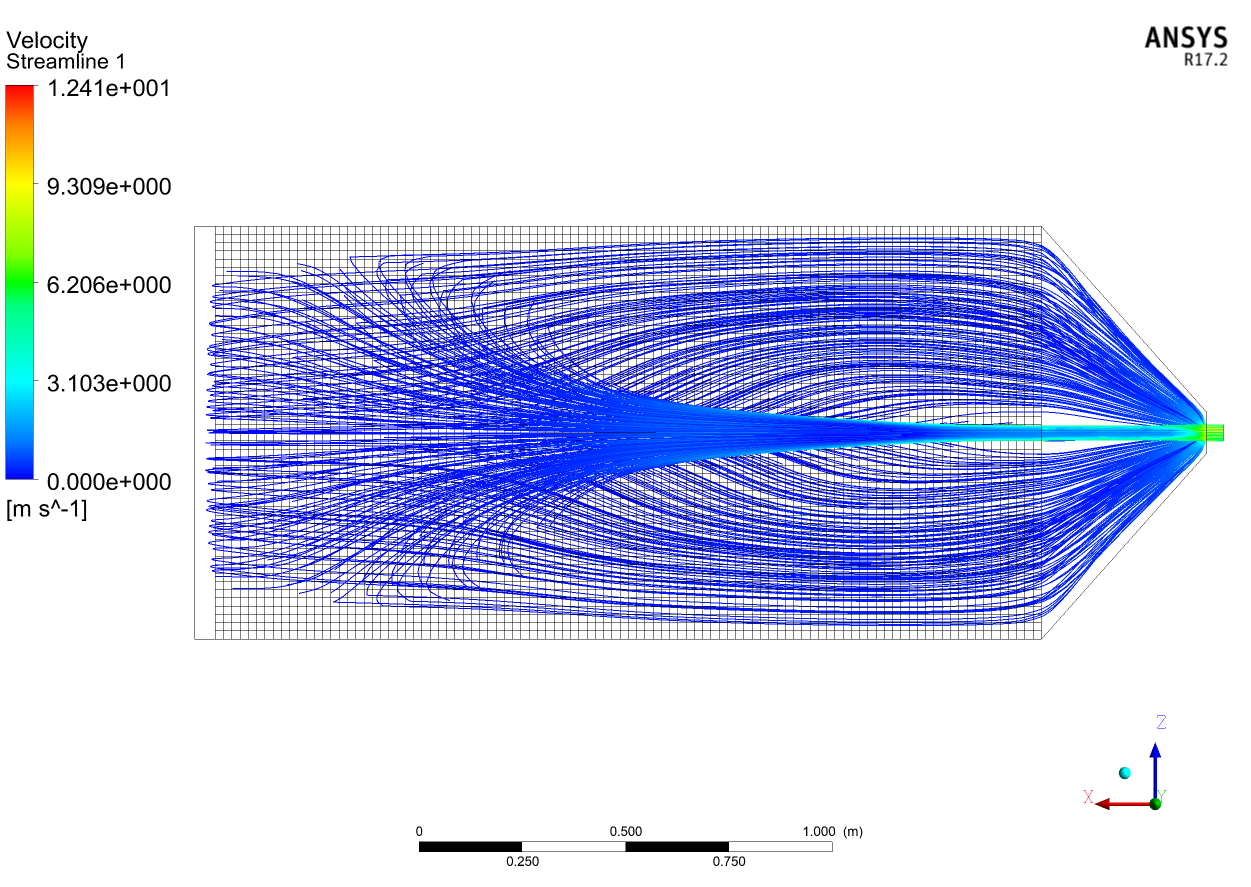 Velocity
Streamline 1
1.241e+001
9.309e+000
6.206e+000
3.103e+000
0.000e+000
[m s^-1]
ANSYS
R17.2
Z
X
Y
0 0.500 1.000 (m)
0.250 0.750